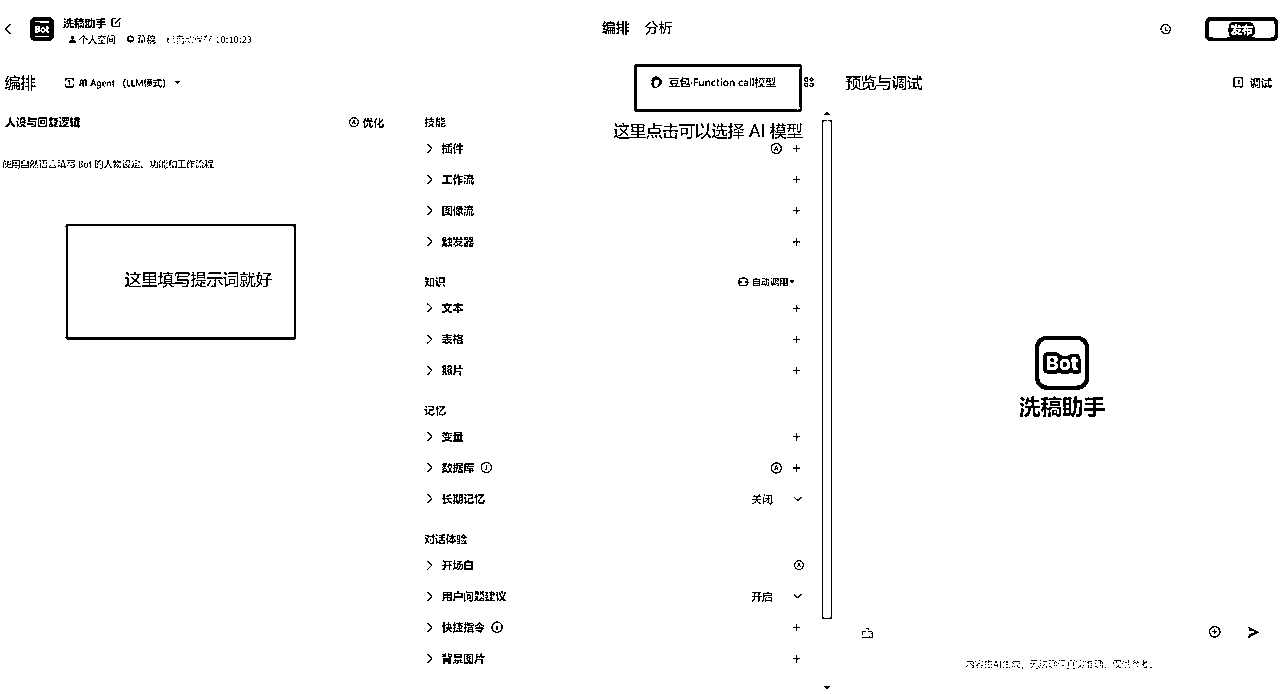 洗稿助手
个人空间 草稿 10:10:23
编排 分析
发布
编排
AI Agent (LLM模式)
豆包·Function call模型
这里点击可以选择 AI 模型
预览与调试
调试
人设与回复逻辑
优化
使用自然语言填写 Bot 的人物设定、功能和工作流程
这里填写提示词就好
技能
插件
工作流
图像流
触发器
知识
自动调用
文本
表格
照片
记忆
变量
数据库
长期记忆
关闭
对话体验
开场白
用户问题建议
开启
快捷指令
背景图片
Bot
洗稿助手